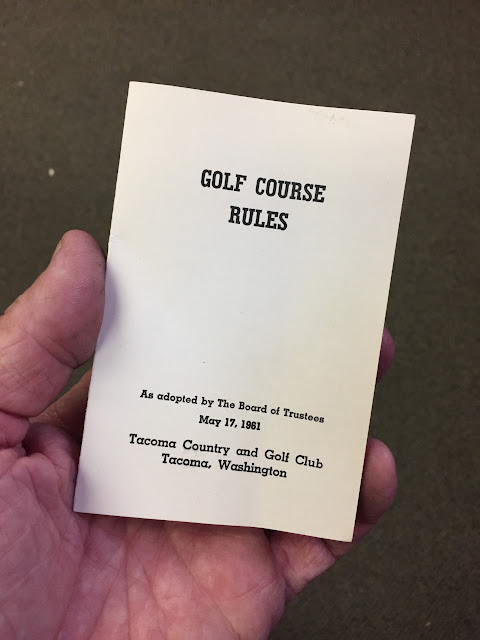 GOLF COURSE
RULES
As adopted by The Board of Trustees
May 17, 1961
Tacoma Country and Golf Club
Tacoma, Washington